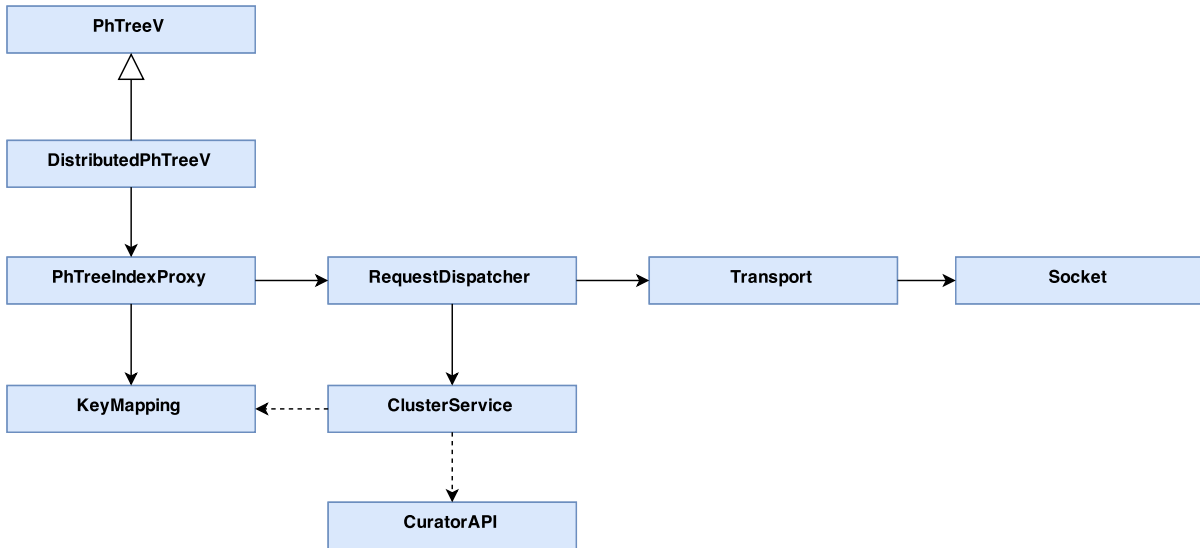 PhTreeV
DistributedPhTreeV
PhTreeIndexProxy
RequestDispatcher
Transport
Socket
KeyMapping
ClusterService
CuratorAPI